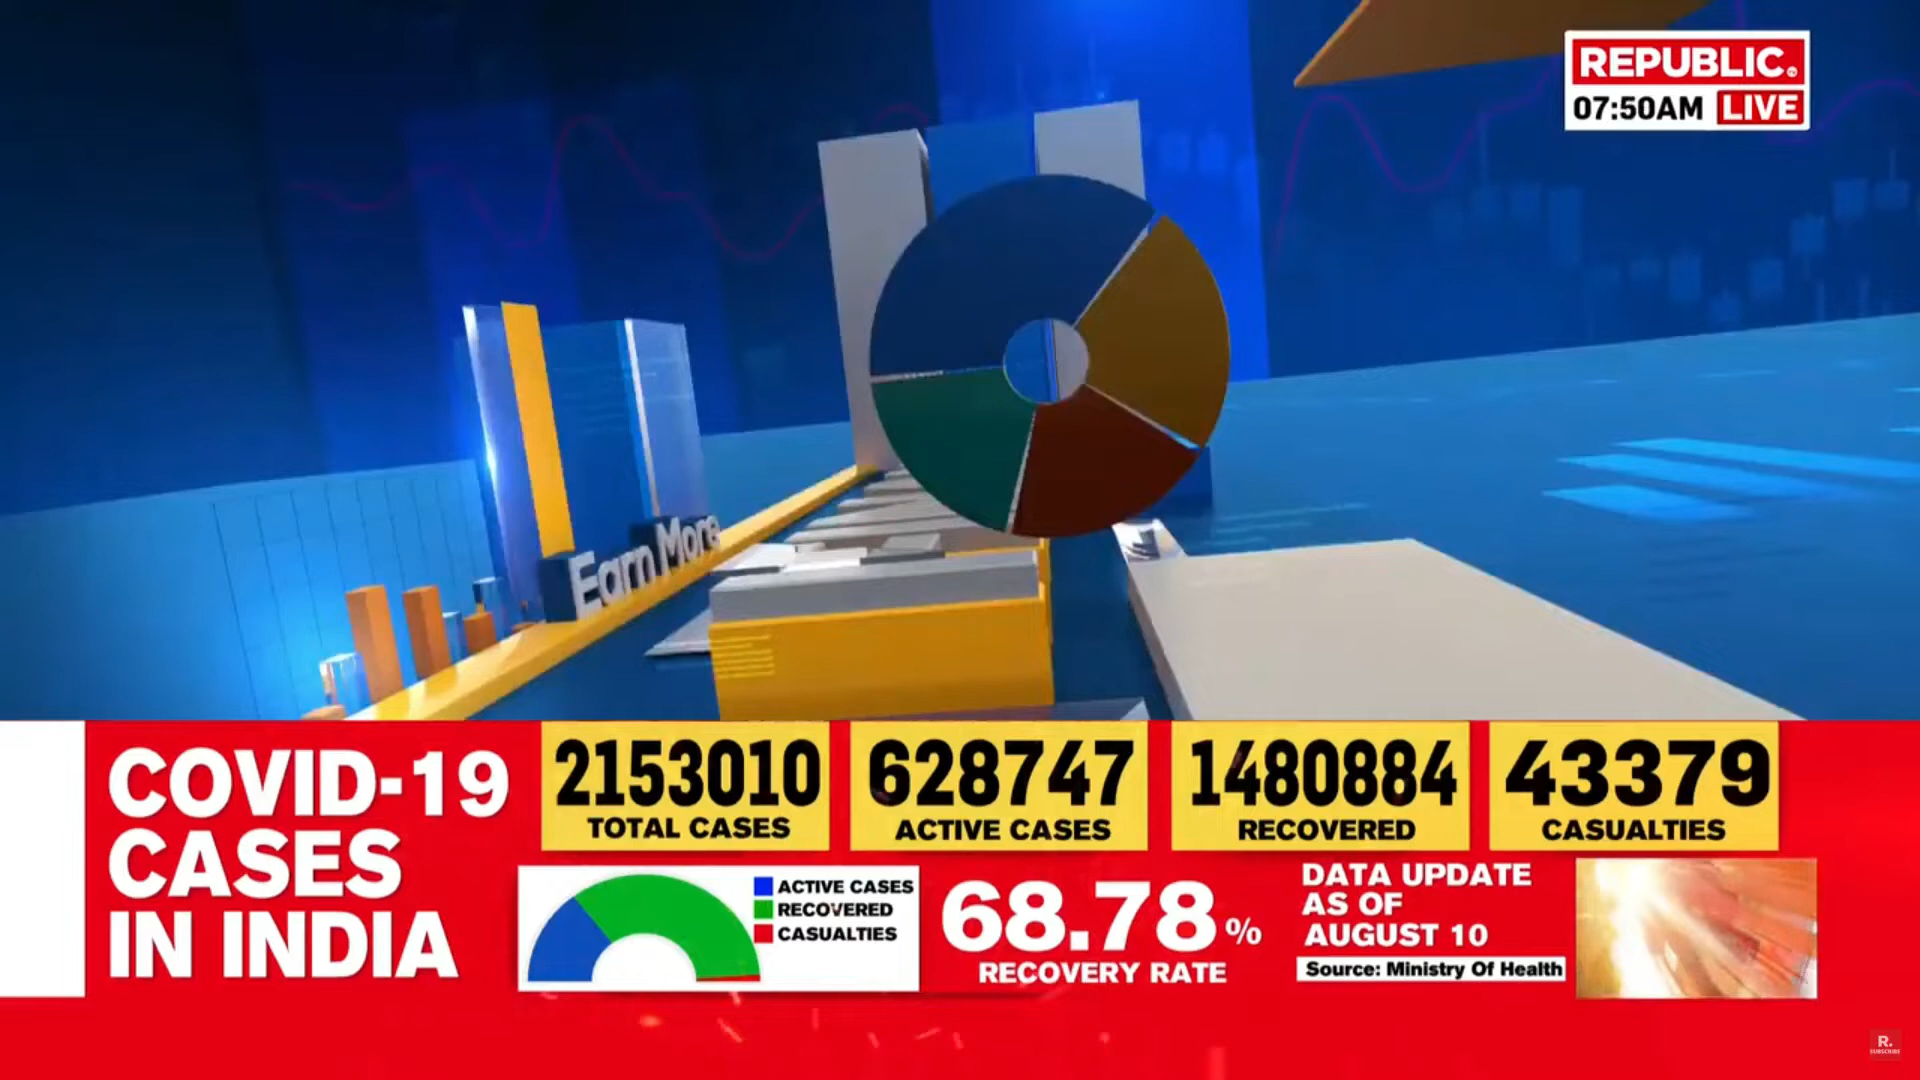 REPUBLIC.
07:50AM LIVE
Earn More
COVID-19
CASES
IN INDIA
2153010
TOTAL CASES
628747
ACTIVE CASES
1480884
RECOVERED
43379
CASUALTIES
ACTIVE CASES
RECOVERED
CASUALTIES
68.78%
RECOVERY RATE
DATA UPDATE
AS OF
AUGUST 10
Source: Ministry Of Health
R.
SUBSCRIBE